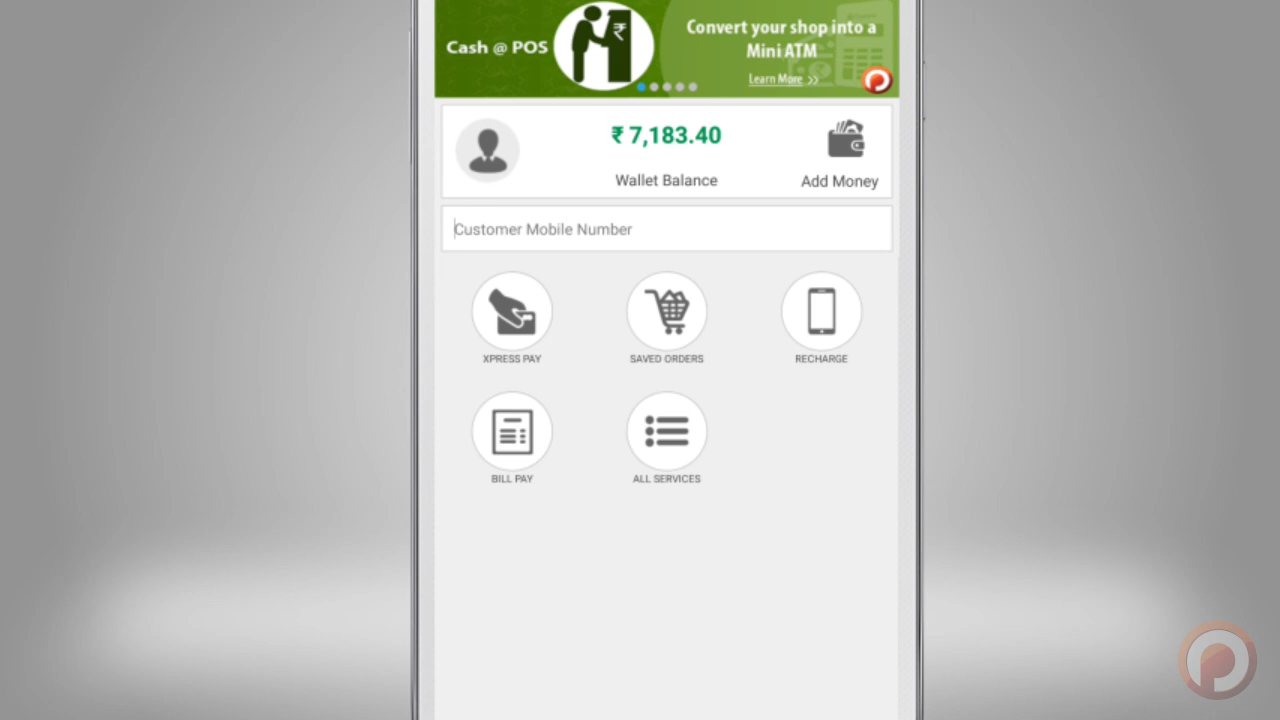 Cash @ POS
Convert your shop into a
Mini ATM
Learn More >>
₹ 7,183.40
Wallet Balance
Add Money
Customer Mobile Number
XPRESS PAY
SAVED ORDERS
RECHARGE
BILL PAY
ALL SERVICES